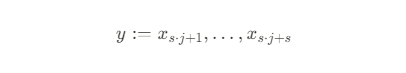 y := x_{s·j+1}, . . . , x_{s·j+s}